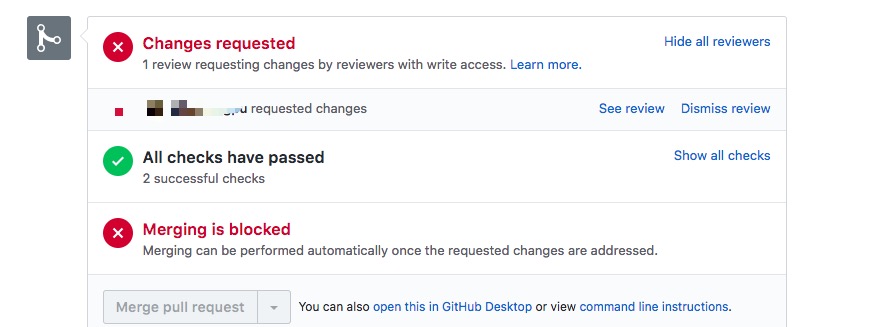 Changes requested
Hide all reviewers
1 review requesting changes by reviewers with write access. Learn more.
requested changes
See review
Dismiss review
All checks have passed
Show all checks
2 successful checks
Merging is blocked
Merging can be performed automatically once the requested changes are addressed.
Merge pull request
You can also open this in GitHub Desktop or view command line instructions.